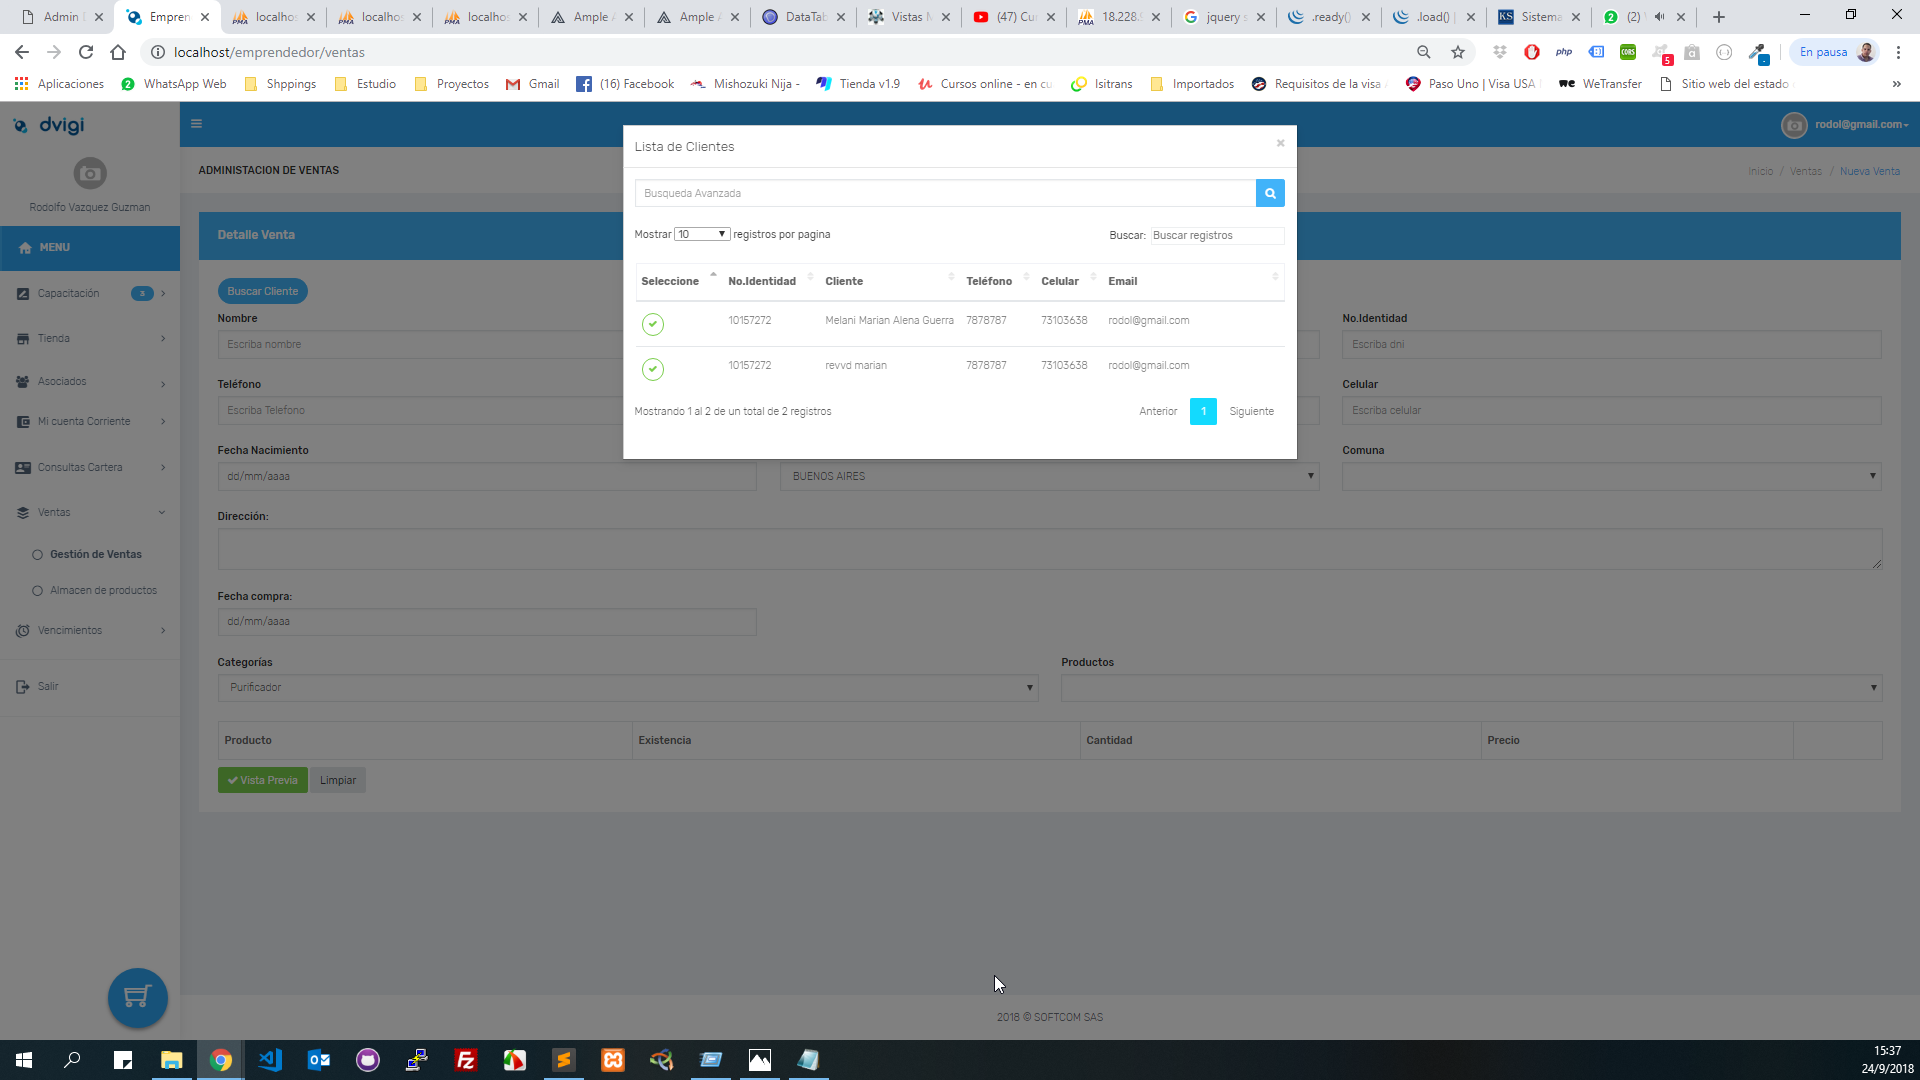 Admin
Empren
localhos
localhos
localhos
Ample
Ample
DataTab
Vistas M
(47) Cu
18.228.
jquery s
.ready()
.load() |
KS Sistema
(2)
localhost/emprendedor/ventas
php
CORS
5
En pausa
Aplicaciones
WhatsApp Web
Shppings
Estudio
Proyectos
Gmail
(16) Facebook
Mishozuki Nija -
Tienda v1.9
Cursos online - en cu
Isitrans
Importados
Requisitos de la visa
Paso Uno | Visa USA
WeTransfer
Sitio web del estado
»
dvigi
rodol@gmail.com
Rodolfo Vazquez Guzman
ADMINISTACION DE VENTAS
Inicio / Ventas / Nueva Venta
MENU
Capacitación 3
Tienda
Asociados
Mi cuenta Corriente
Consultas Cartera
Ventas
Gestión de Ventas
Almacen de productos
Vencimientos
Salir
Lista de Clientes ×
Busqueda Avanzada
Mostrar 10 registros por pagina
Buscar: Buscar registros
Seleccione No.Identidad Cliente Teléfono Celular Email
10157272 Melani Marian Alena Guerra 7878787 73103638 rodol@gmail.com
10157272 revvd marian 7878787 73103638 rodol@gmail.com
Mostrando 1 al 2 de un total de 2 registros
Anterior 1 Siguiente
Detalle Venta
Buscar Cliente
Nombre
Escriba nombre
No.Identidad
Escriba dni
Teléfono
Escriba Telefono
Celular
Escriba celular
Fecha Nacimiento
dd/mm/aaaa
BUENOS AIRES
Comuna
Dirección:
Fecha compra:
dd/mm/aaaa
Categorías
Purificador
Productos
Producto Existencia Cantidad Precio
Vista Previa
Limpiar
2018 © SOFTCOM SAS
15:37
24/9/2018